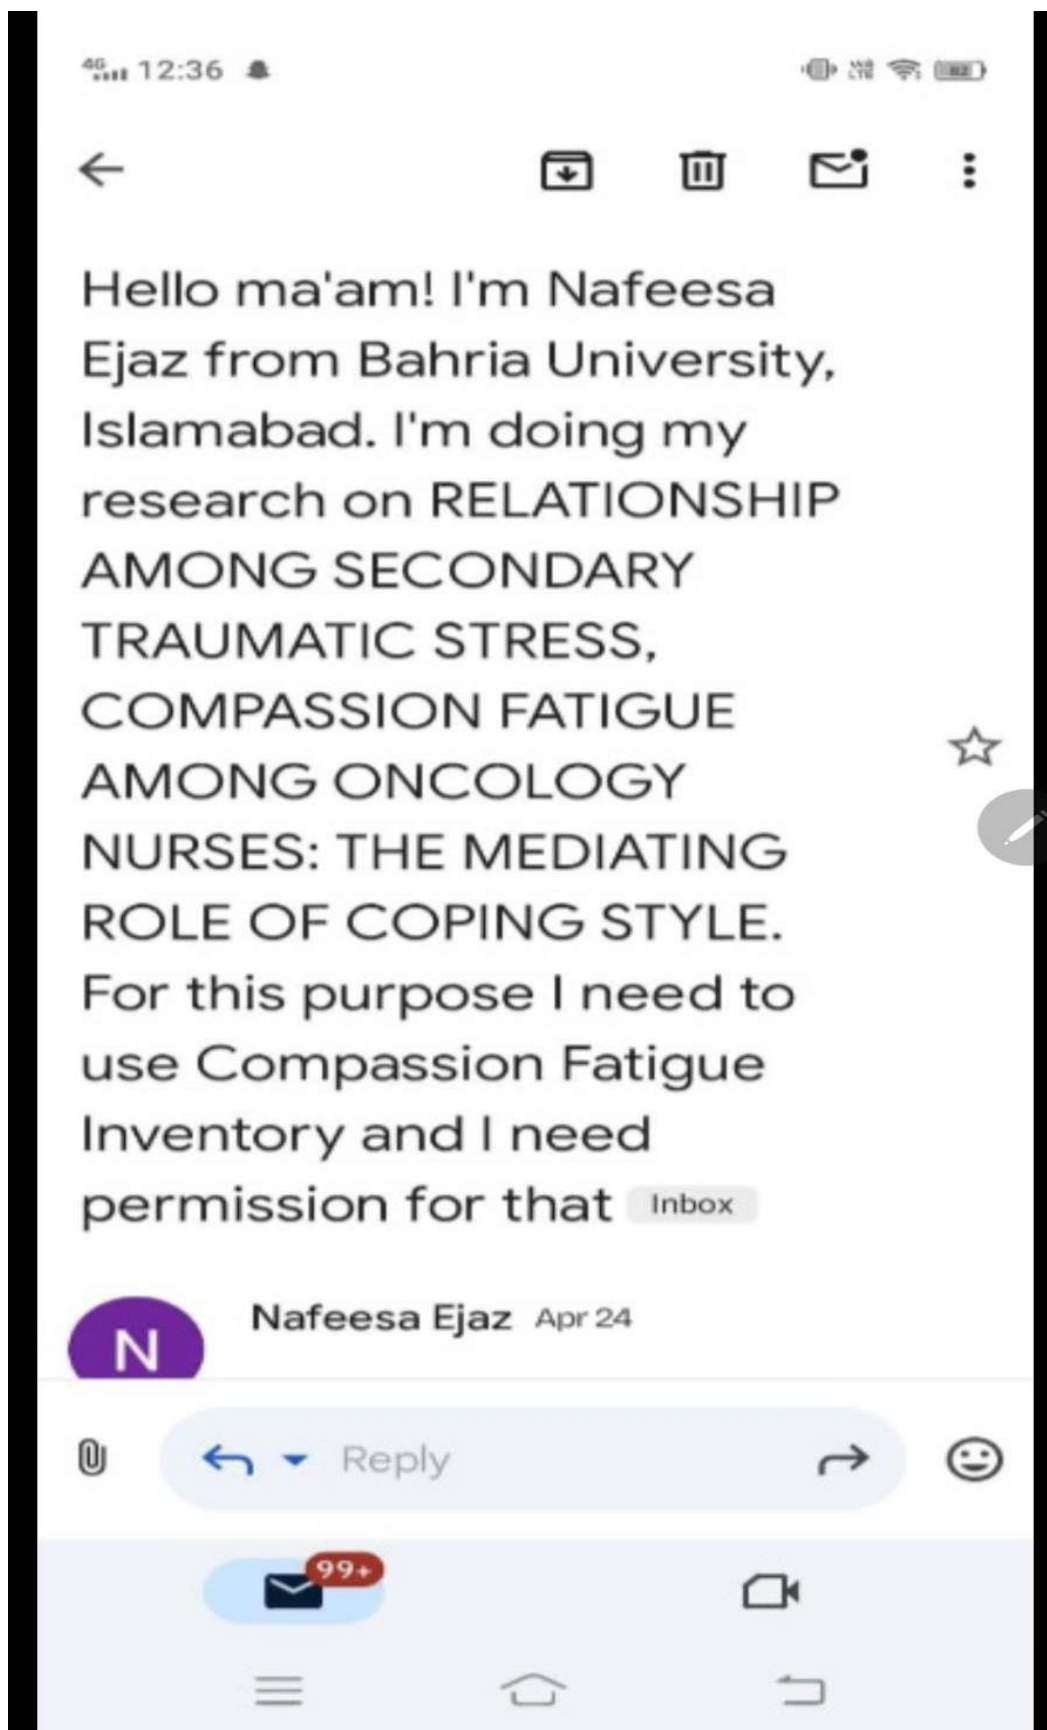 4G 12:36
Hello ma'am! I'm Nafeesa
Ejaz from Bahria University,
Islamabad. I'm doing my
research on RELATIONSHIP
AMONG SECONDARY
TRAUMATIC STRESS,
COMPASSION FATIGUE
AMONG ONCOLOGY
NURSES: THE MEDIATING
ROLE OF COPING STYLE.
For this purpose I need to
use Compassion Fatigue
Inventory and I need
permission for that Inbox
N
Nafeesa Ejaz Apr 24
Reply
99+